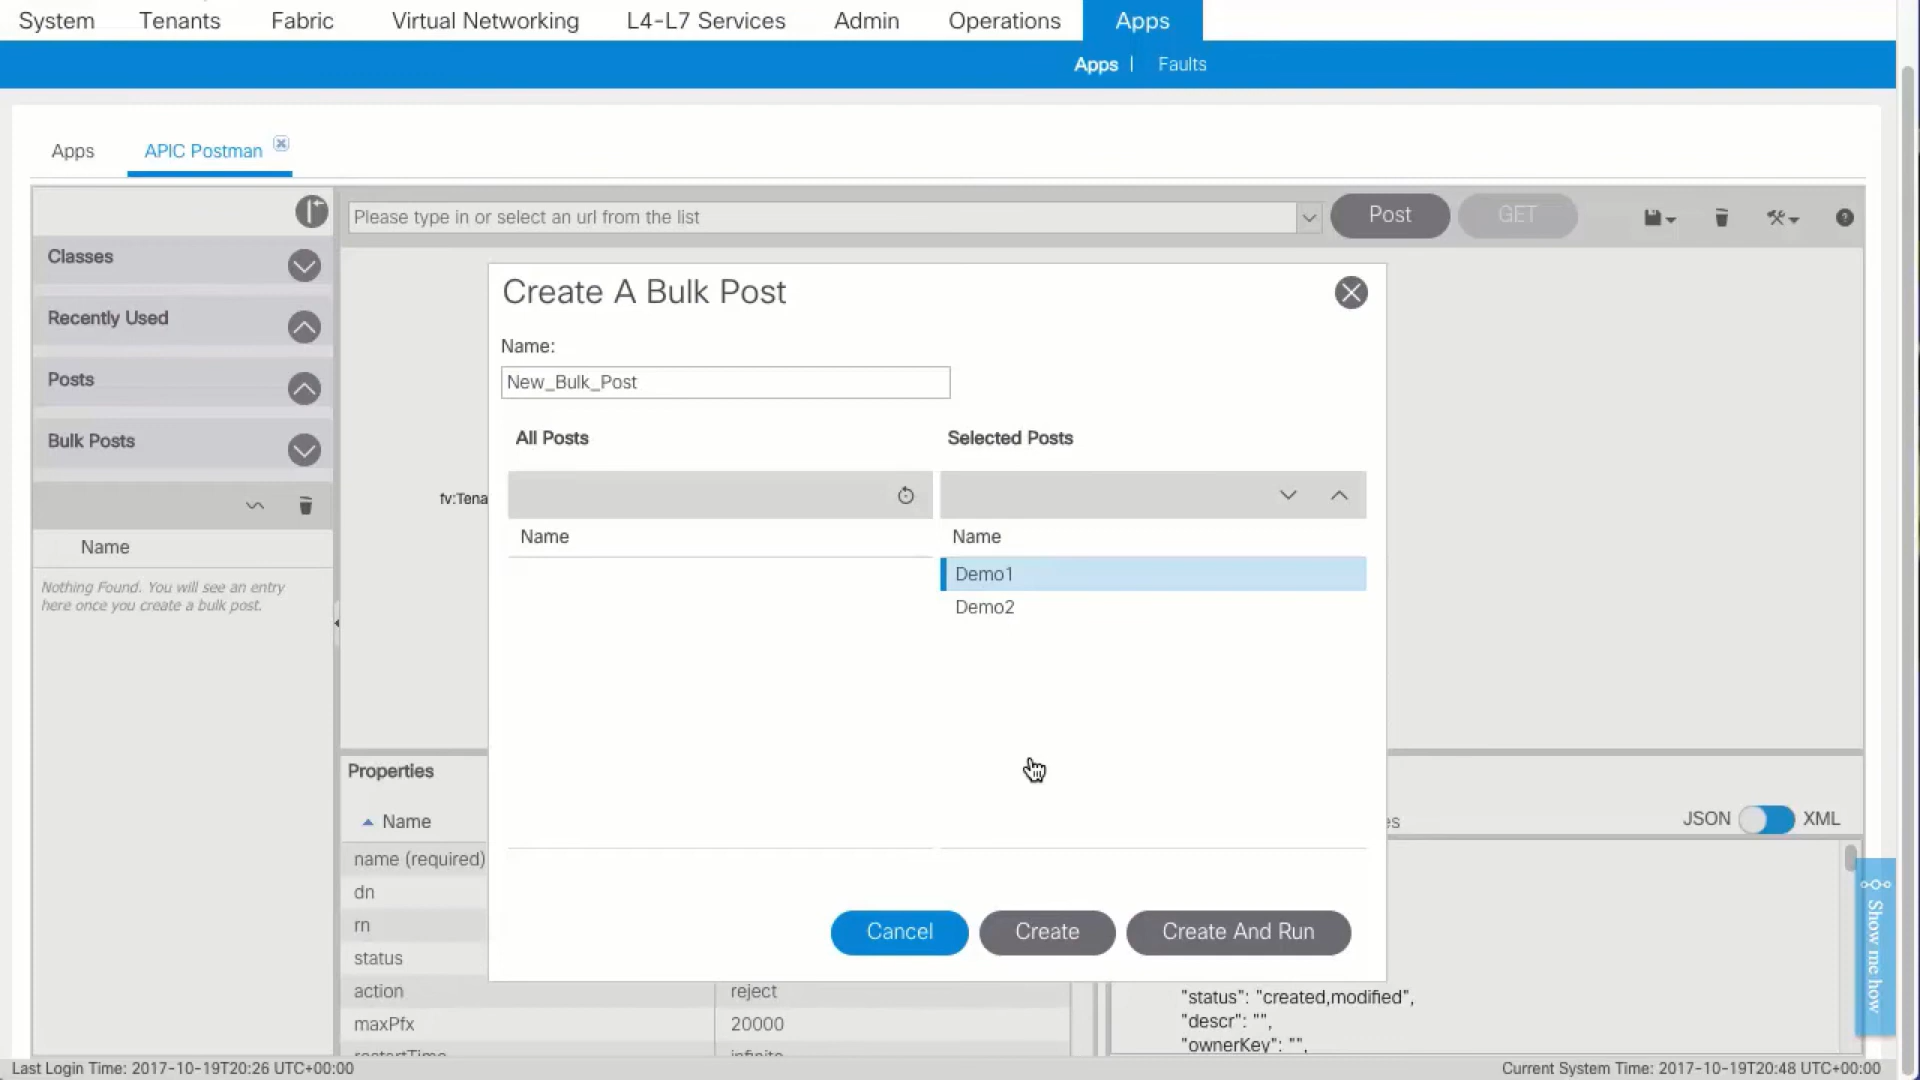 System Tenants Fabric Virtual Networking L4-L7 Services Admin Operations Apps
Apps | Faults
Apps APIC Postman
Please type in or select an url from the list Post GET
Classes
Recently Used
Posts
Bulk Posts
Name
Nothing Found. You will see an entry
here once you create a bulk post.
fv:Tena
Create A Bulk Post
Name:
New_Bulk_Post
All Posts Selected Posts
Name Name
Demo1
Demo2
Cancel Create Create And Run
Properties
Name
name (required)
dn
rn
status
action reject
maxPfx 20000
restartTime infinite
es JSON XML
"status": "created,modified",
"descr": "",
"ownerKey": "",
Show me how
Last Login Time: 2017-10-19T20:26 UTC+00:00 Current System Time: 2017-10-19T20:48 UTC+00:00